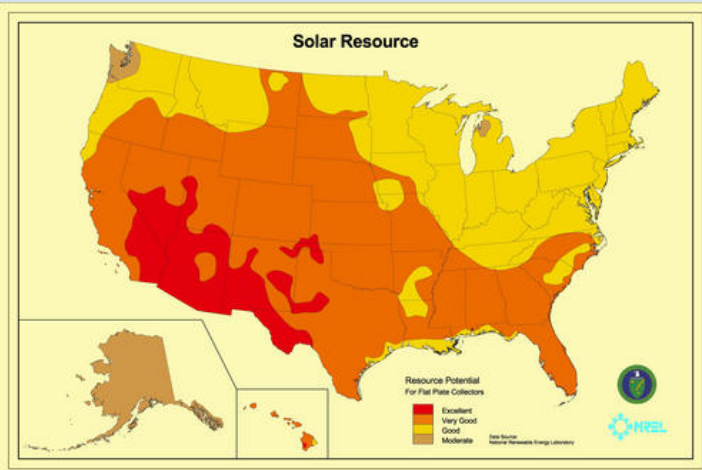 Solar Resource
Resource Potential
For Flat Plate Collectors
Excellent
Very Good
Good
Moderate
Data Source:
National Renewable Energy Laboratory
NREL